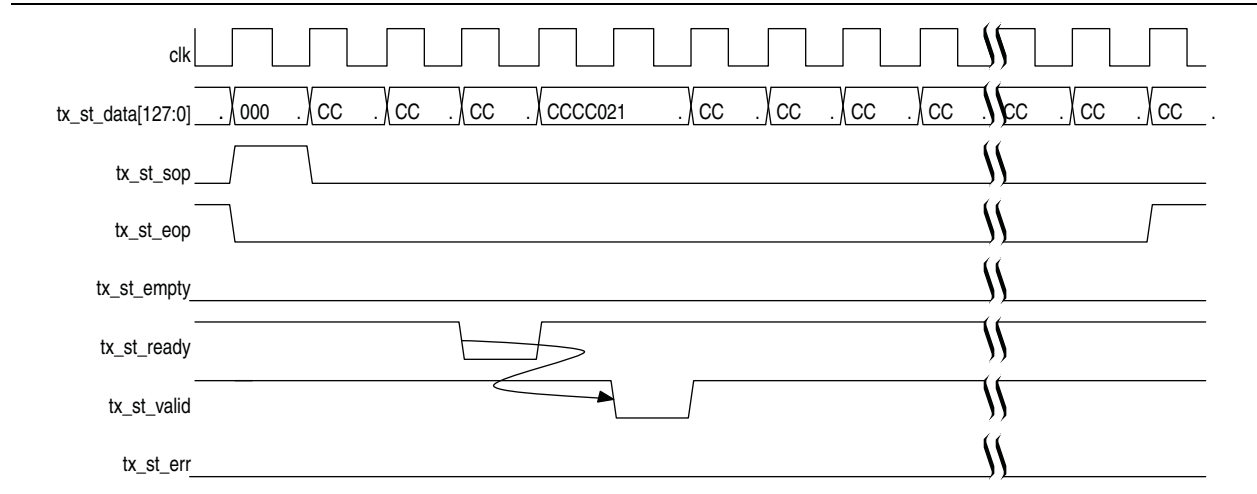 clk
tx_st_data[127:0] . 000 . CC . CC . CC . CCCC021 . CC . CC . CC . CC . CC . CC . CC .
tx_st_sop
tx_st_eop
tx_st_empty
tx_st_ready
tx_st_valid
tx_st_err